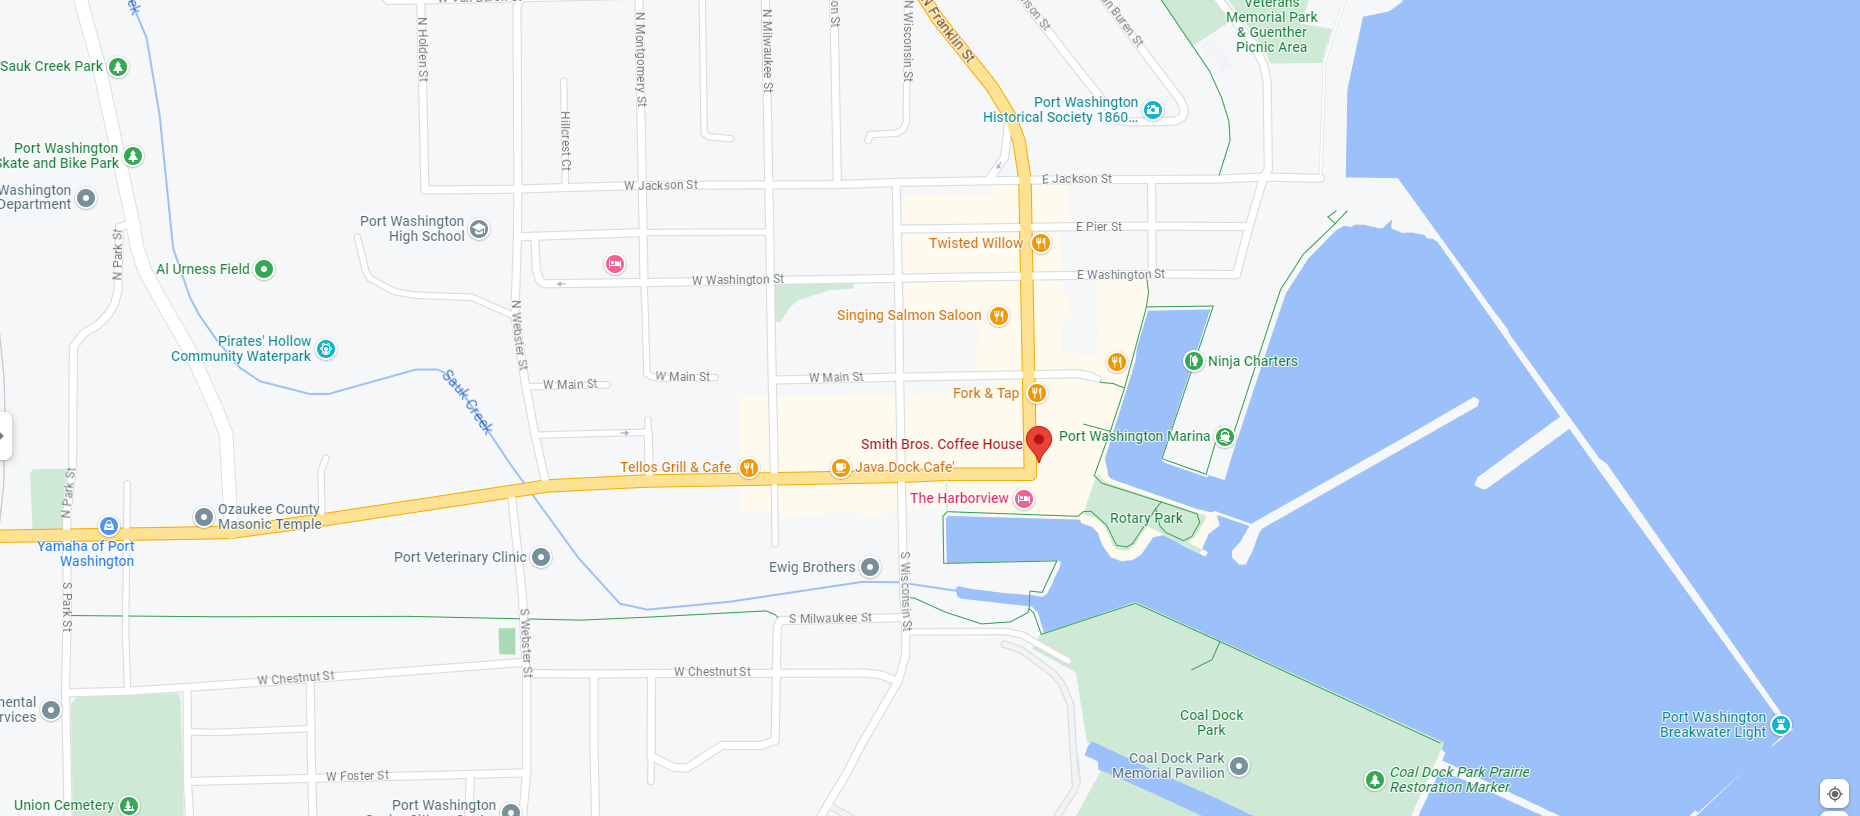 W Van Buren St
N Franklin St
Veterans
Memorial Park
& Guenther
Picnic Area
N Holden St
N Montgomery St
N Milwaukee St
N Wisconsin St
Van Buren St
Sauk Creek Park
Port Washington
Historical Society 1860...
Hillcrest Ct
Port Washington
Skate and Bike Park
W Jackson St
E Jackson St
Washington
Department
Port Washington
High School
E Pier St
Twisted Willow
N Park St
Al Urness Field
W Washington St
E Washington St
Singing Salmon Saloon
N Webster St
Pirates' Hollow
Community Waterpark
Ninja Charters
Sauk Creek
W Main St
W Main St
W Main St
Fork & Tap
Smith Bros. Coffee House
Port Washington Marina
Tellos Grill & Cafe
Java Dock Cafe'
N Park St
The Harborview
Ozaukee County
Masonic Temple
Rotary Park
Yamaha of Port
Washington
Port Veterinary Clinic
Ewig Brothers
S Wisconsin St
S Park St
S Milwaukee St
S Webster St
W Chestnut St
W Chestnut St
Coal Dock
Park
Port Washington
Breakwater Light
Coal Dock Park
Memorial Pavilion
Coal Dock Park Prairie
Restoration Marker
W Foster St
Union Cemetery
Port Washington